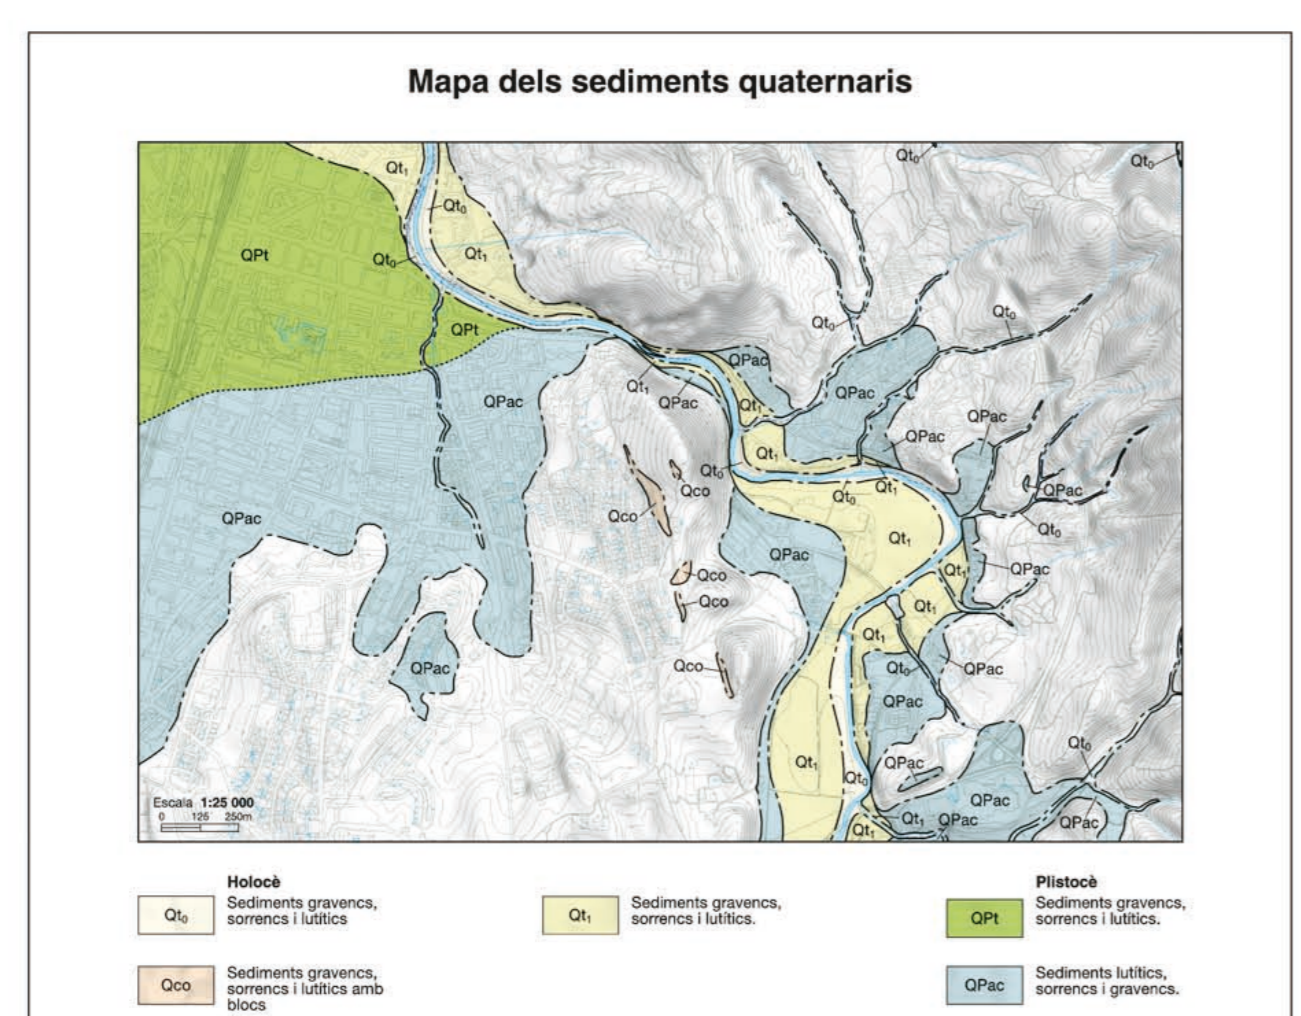 Mapa dels sediments quaternaris
Qt0
Qt0
Qt1
Qt0
Qt1
QPt
Qt0
Qt0
Qt0
QPt
QPac
Qt1
QPac
QPac
QPac
Qt1
QPac
QPac
Qt1
Qt0
Qco
QPac
Qt1
Qt0
Qco
QPac
Qt0
Qt1
QPac
QPac
Qt1
Qco
Qco
Qt1
Qt1
Qco
QPac
Qt0
QPac
QPac
Qt0
Qt1
QPac
Qt0
QPac
Qt1
QPac
QPac
Qt1
Escala 1:25 000
0 125 250m
Holocè
Qt0
Sediments gravencs,
sorrencs i lutítics
Qt1
Sediments gravencs,
sorrencs i lutítics.
Plistocè
QPt
Sediments gravencs,
sorrencs i lutítics.
Qco
Sediments gravencs,
sorrencs i lutítics amb
blocs
QPac
Sediments lutítics,
sorrencs i gravencs.